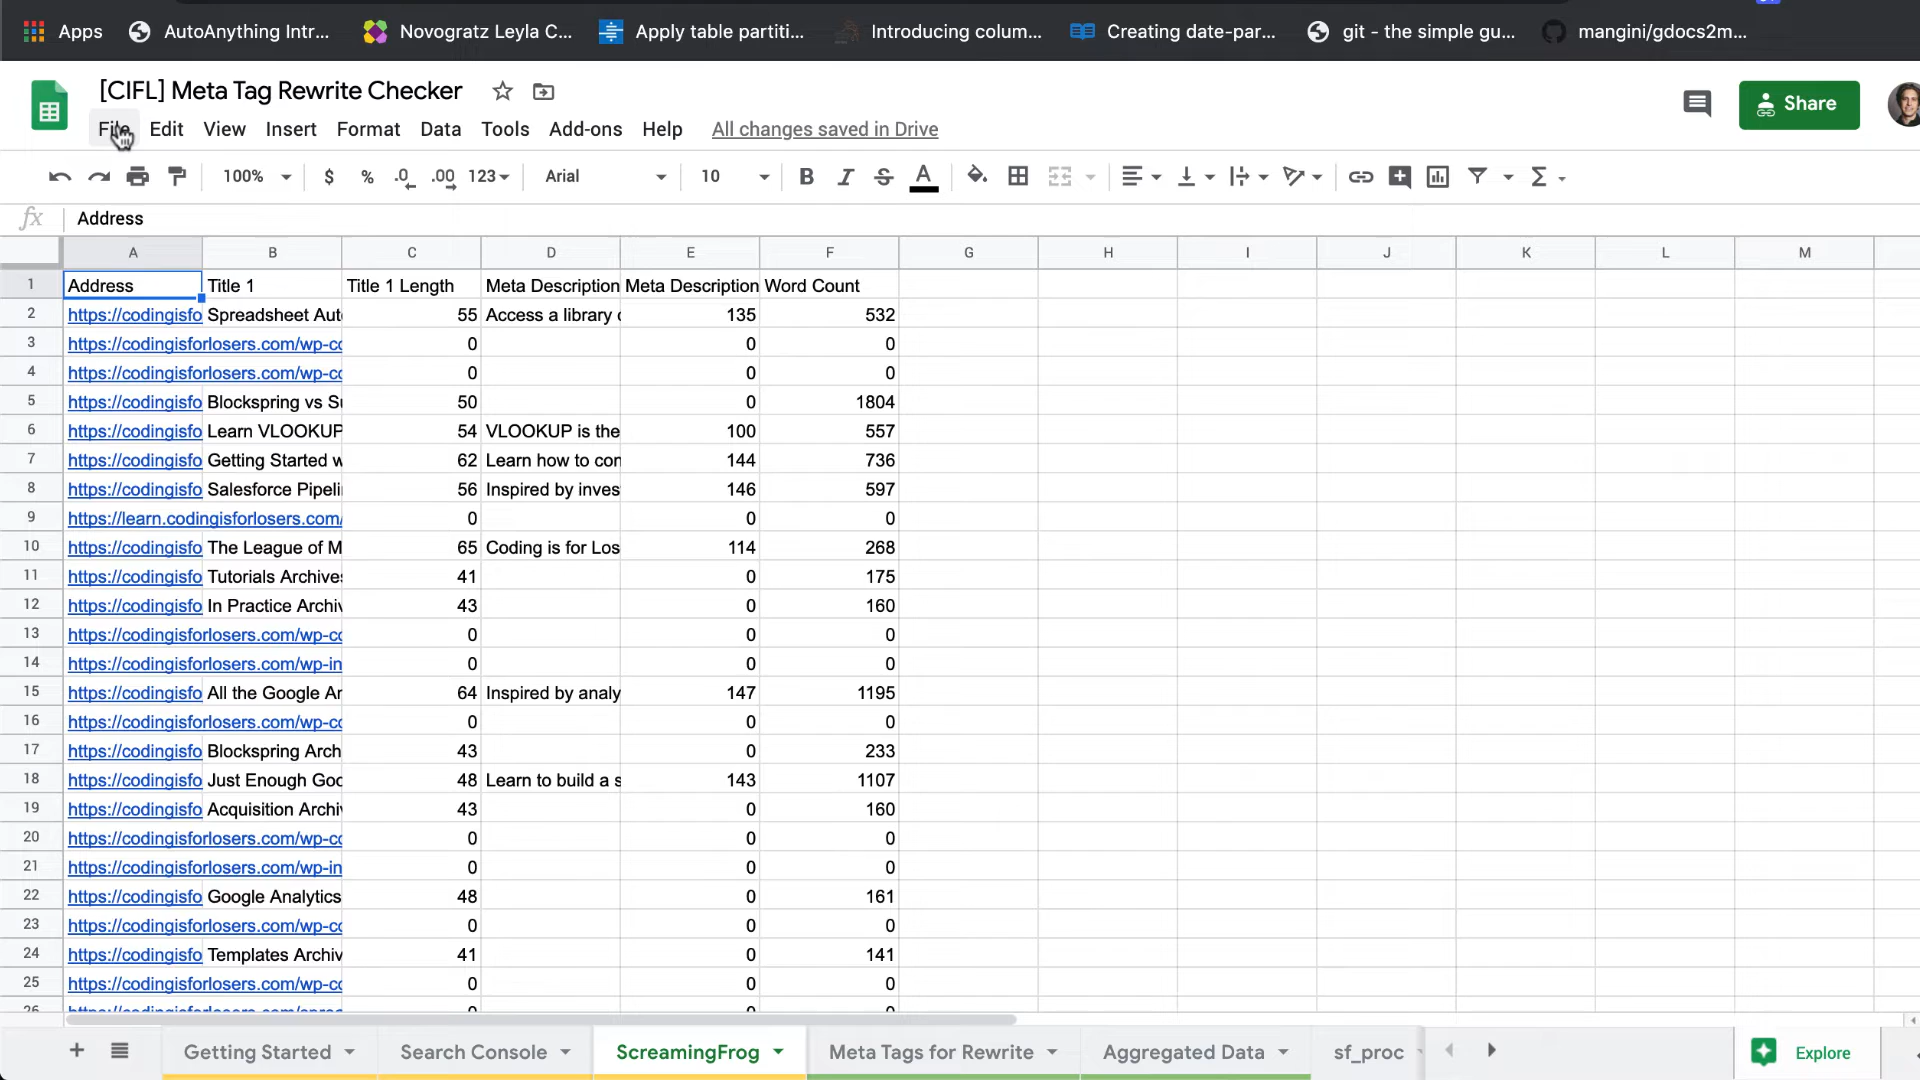 Apps AutoAnything Intr... Novogratz Leyla C... Apply table partiti... Introducing colum... Creating date-par... git - the simple gu... mangini/gdocs2m...
[CIFL] Meta Tag Rewrite Checker
Share
File Edit View Insert Format Data Tools Add-ons Help All changes saved in Drive
100% $ % .0 .00 123 Arial 10 B I S A Σ
fx Address
A B C D E F G H I J K L M
1 Address Title 1 Title 1 Length Meta Description Meta Description Word Count
2 https://codingisfo Spreadsheet Aut 55 Access a library 135 532
3 https://codingisforlosers.com/wp-co 0 0 0
4 https://codingisforlosers.com/wp-co 0 0 0
5 https://codingisfo Blockspring vs Su 50 0 1804
6 https://codingisfo Learn VLOOKUP 54 VLOOKUP is the 100 557
7 https://codingisfo Getting Started w 62 Learn how to con 144 736
8 https://codingisfo Salesforce Pipeli 56 Inspired by inves 146 597
9 https://learn.codingisforlosers.com/ 0 0 0
10 https://codingisfo The League of M 65 Coding is for Los 114 268
11 https://codingisfo Tutorials Archives 41 0 175
12 https://codingisfo In Practice Archiv 43 0 160
13 https://codingisforlosers.com/wp-co 0 0 0
14 https://codingisforlosers.com/wp-in 0 0 0
15 https://codingisfo All the Google An 64 Inspired by analy 147 1195
16 https://codingisforlosers.com/wp-co 0 0 0
17 https://codingisfo Blockspring Arch 43 0 233
18 https://codingisfo Just Enough Goo 48 Learn to build a s 143 1107
19 https://codingisfo Acquisition Archiv 43 0 160
20 https://codingisforlosers.com/wp-co 0 0 0
21 https://codingisforlosers.com/wp-in 0 0 0
22 https://codingisfo Google Analytics 48 0 161
23 https://codingisforlosers.com/wp-co 0 0 0
24 https://codingisfo Templates Archiv 41 0 141
25 https://codingisforlosers.com/wp-co 0 0 0
26
Getting Started Search Console ScreamingFrog Meta Tags for Rewrite Aggregated Data sf_proc Explore